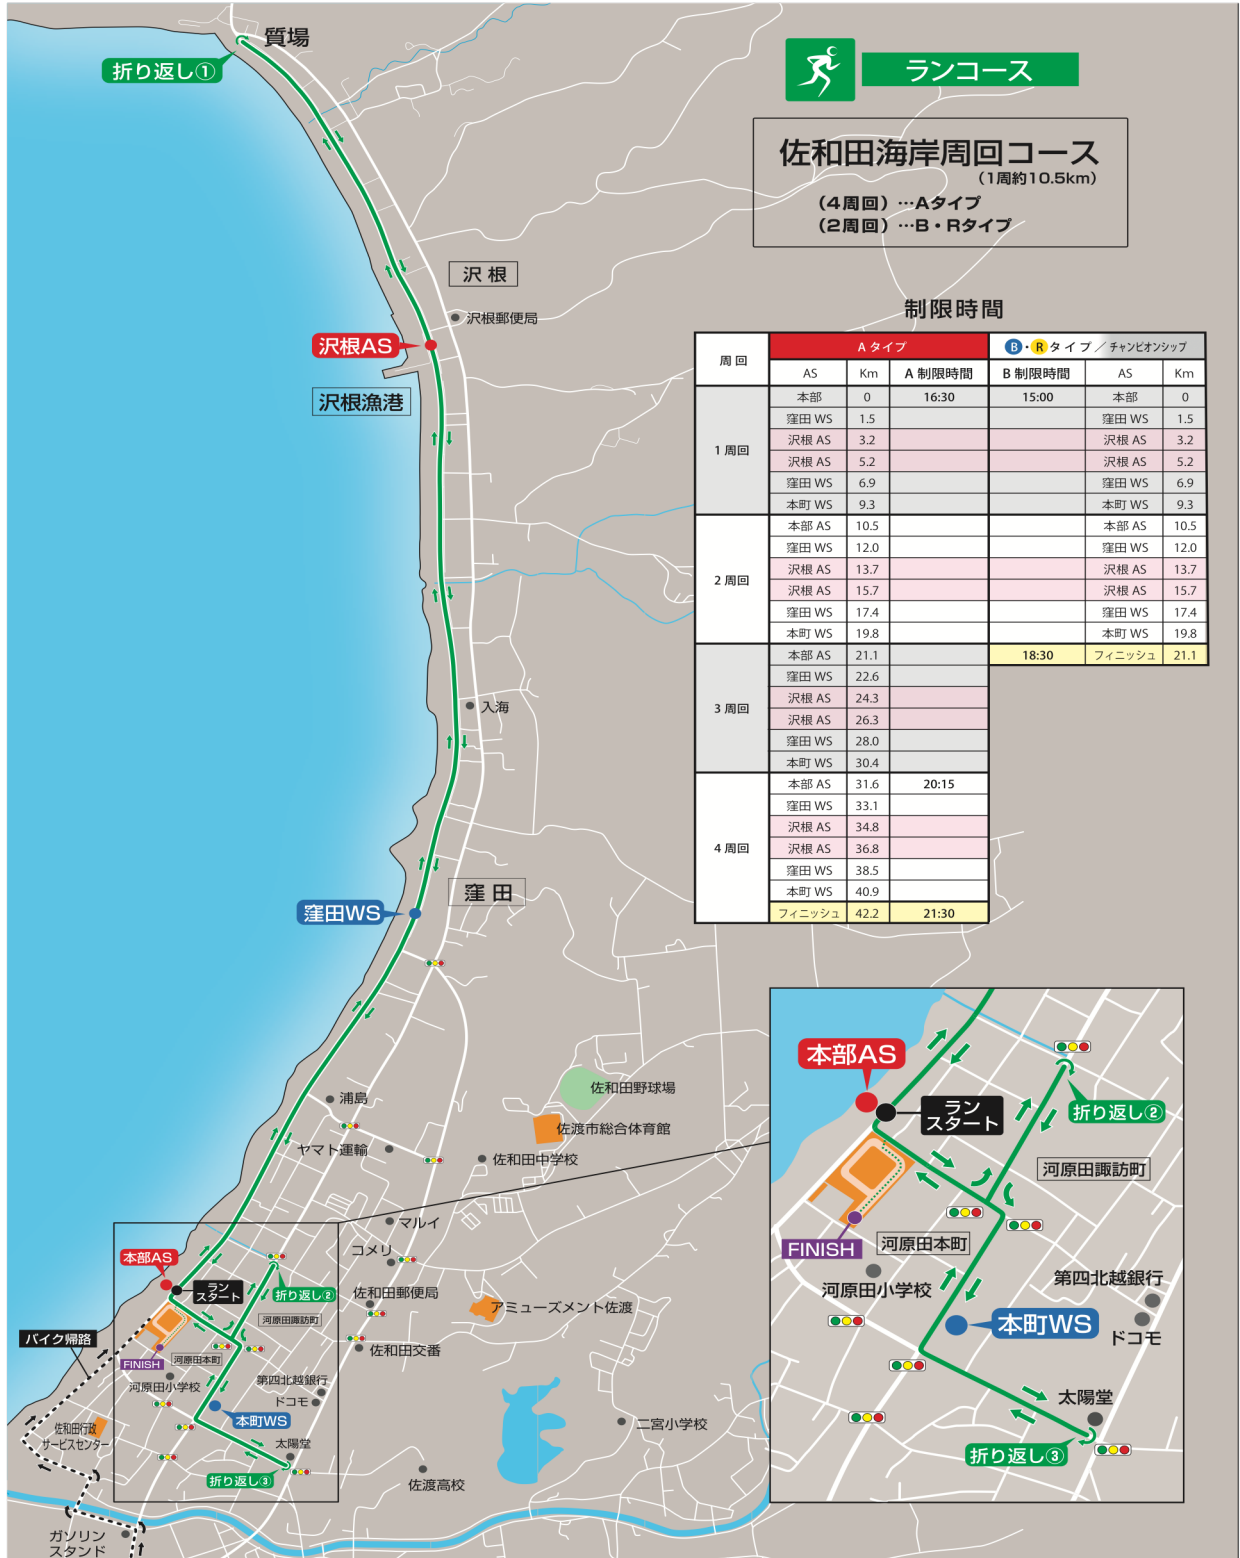 質場
折り返し①
ランコース
佐和田海岸周回コース
(1周約10.5km)
(4周回)…Aタイプ
(2周回)…B・Rタイプ
沢根
沢根郵便局
沢根AS
沢根漁港
入海
窪田
窪田WS
制限時間
周回 Aタイプ B・Rタイプ／チャンピオンシップ
AS Km A制限時間 B制限時間 AS Km
1周回
本部 0 16:30 15:00 本部 0
窪田 WS 1.5 窪田 WS 1.5
沢根 AS 3.2 沢根 AS 3.2
沢根 AS 5.2 沢根 AS 5.2
窪田 WS 6.9 窪田 WS 6.9
本町 WS 9.3 本町 WS 9.3
2周回
本部 AS 10.5 本部 AS 10.5
窪田 WS 12.0 窪田 WS 12.0
沢根 AS 13.7 沢根 AS 13.7
沢根 AS 15.7 沢根 AS 15.7
窪田 WS 17.4 窪田 WS 17.4
本町 WS 19.8 本町 WS 19.8
3周回
本部 AS 21.1 18:30 フィニッシュ 21.1
窪田 WS 22.6
沢根 AS 24.3
沢根 AS 26.3
窪田 WS 28.0
本町 WS 30.4
4周回
本部 AS 31.6 20:15
窪田 WS 33.1
沢根 AS 34.8
沢根 AS 36.8
窪田 WS 38.5
本町 WS 40.9
フィニッシュ 42.2 21:30
佐和田野球場
浦島
佐渡市総合体育館
ヤマト運輸
佐和田中学校
マルイ
コメリ
本部AS
ラン
スタート
折り返し②
佐和田郵便局
アミューズメント佐渡
河原田諏訪町
バイク帰路
佐和田交番
河原田本町
FINISH
河原田小学校
第四北越銀行
ドコモ
本町WS
佐和田行政
サービスセンター
太陽堂
二宮小学校
折り返し③
佐渡高校
ガソリン
スタンド
本部AS
ラン
スタート
折り返し②
河原田諏訪町
河原田本町
FINISH
河原田小学校
第四北越銀行
本町WS
ドコモ
太陽堂
折り返し③